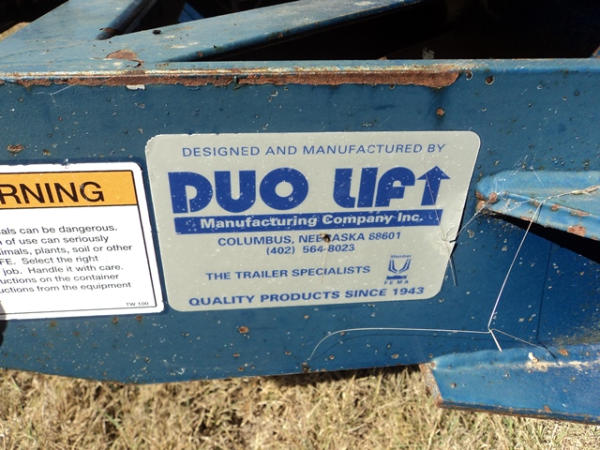 RNING
als can be dangerous.
of use can seriously
imals, plants, soil or other
FE. Select the right
job. Handle it with care.
uctions on the container
uctions from the equipment
TW 100
DESIGNED AND MANUFACTURED BY
DUO LIFT
Manufacturing Company Inc.
COLUMBUS, NEBRASKA 68601
(402) 564-8023
THE TRAILER SPECIALISTS
Member
FEMA
QUALITY PRODUCTS SINCE 1943